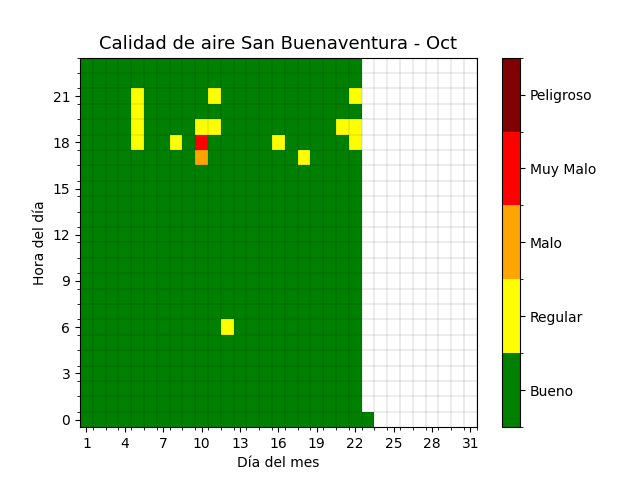 Calidad de aire San Buenaventura - Oct
Hora del día
21
18
15
12
9
6
3
0
1 4 7 10 13 16 19 22 25 28 31
Día del mes
Peligroso
Muy Malo
Malo
Regular
Bueno